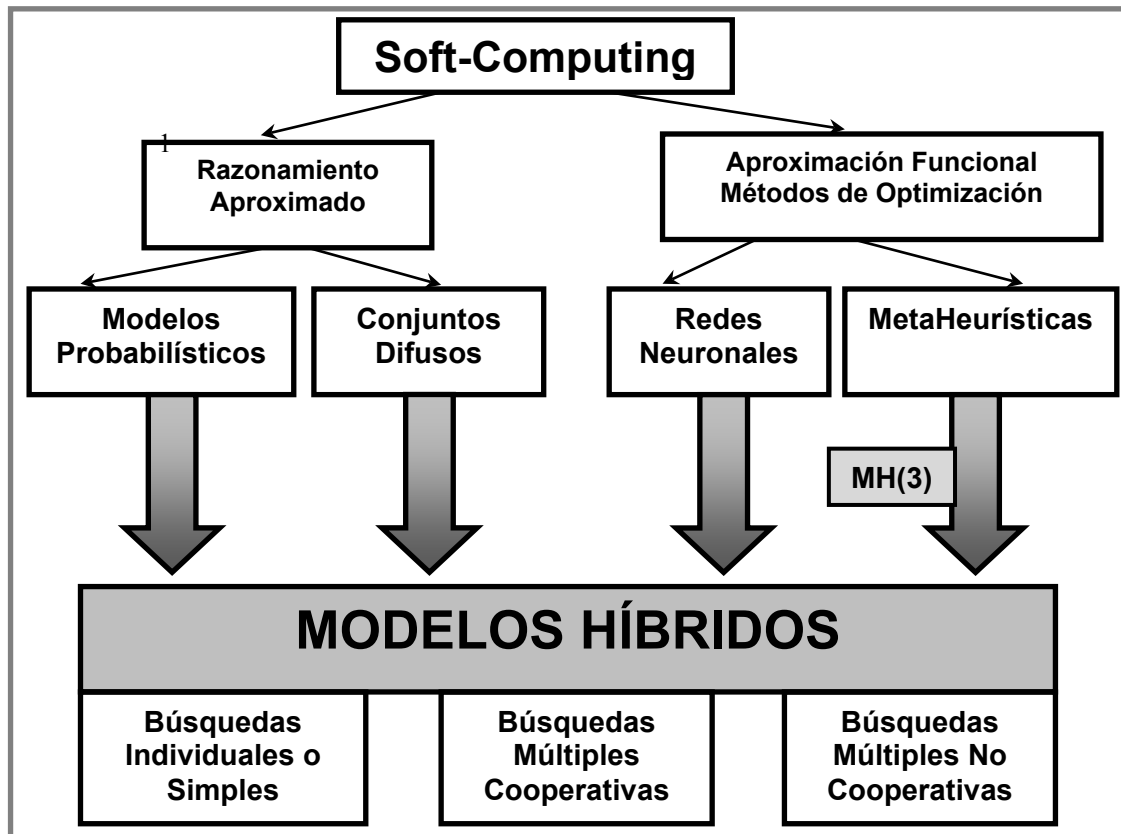 Soft-Computing
1
Razonamiento
Aproximado
Aproximación Funcional
Métodos de Optimización
Modelos
Probabilísticos
Conjuntos
Difusos
Redes
Neuronales
MetaHeurísticas
MH(3)
MODELOS HÍBRIDOS
Búsquedas
Individuales o
Simples
Búsquedas
Múltiples
Cooperativas
Búsquedas
Múltiples No
Cooperativas